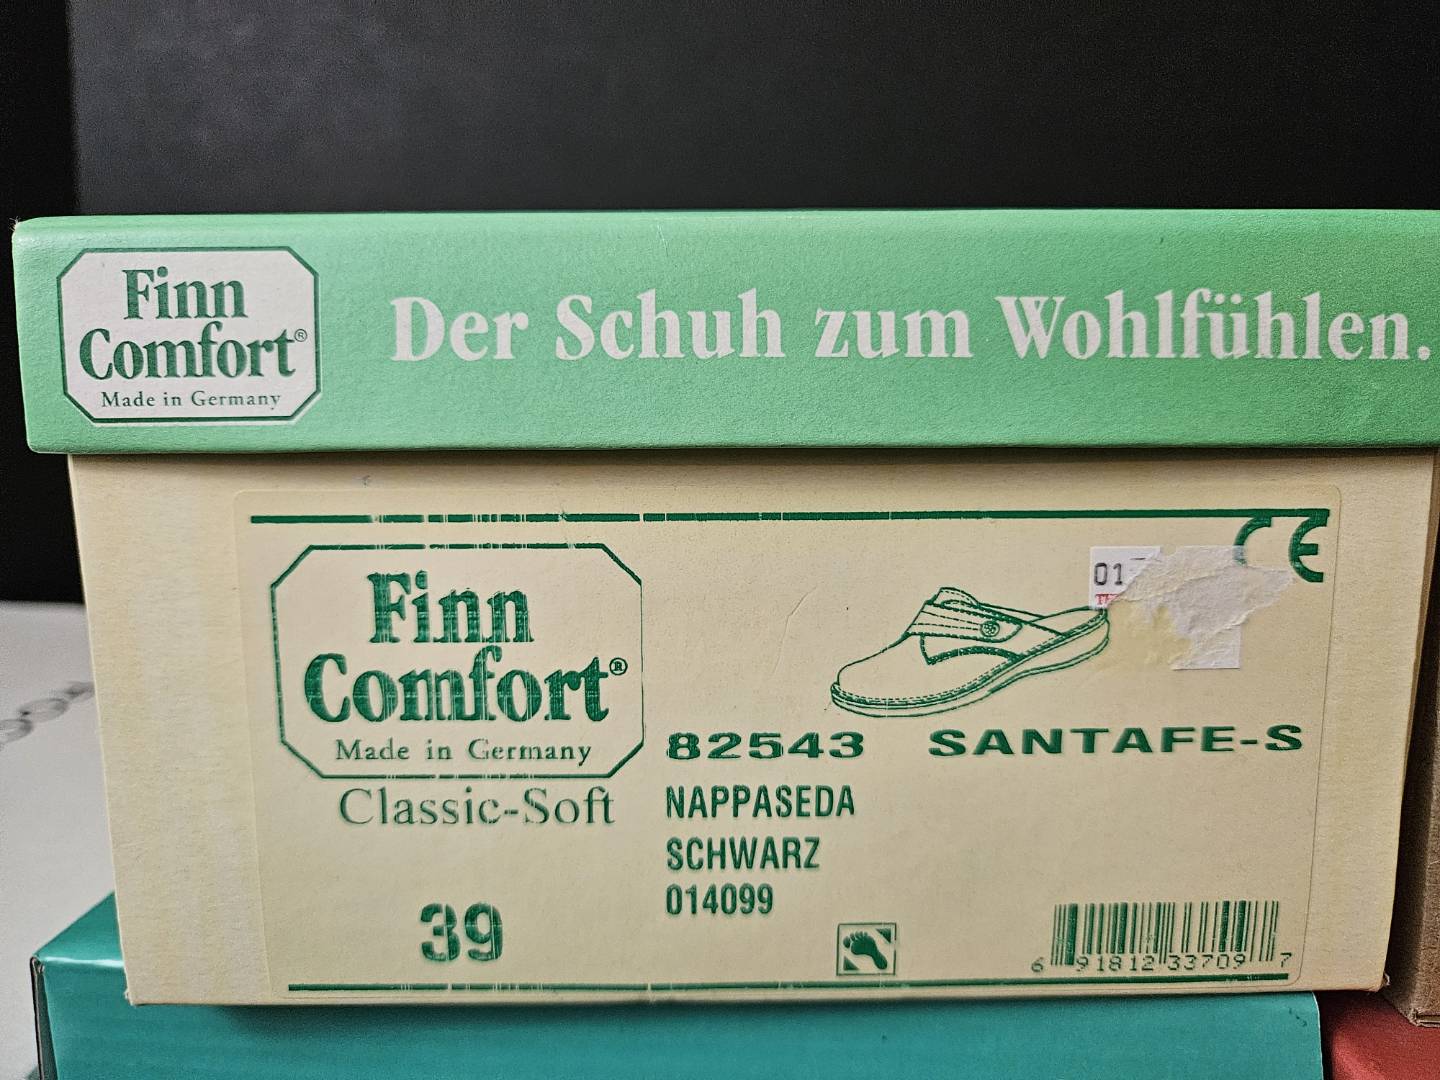 Finn
Comfort®
Made in Germany
Der Schuh zum Wohlfühlen.
CE
01
Finn
Comfort®
Made in Germany
Classic-Soft
82543 SANTAFE-S
NAPPASEDA
SCHWARZ
014099
39
6 91812 33709 7